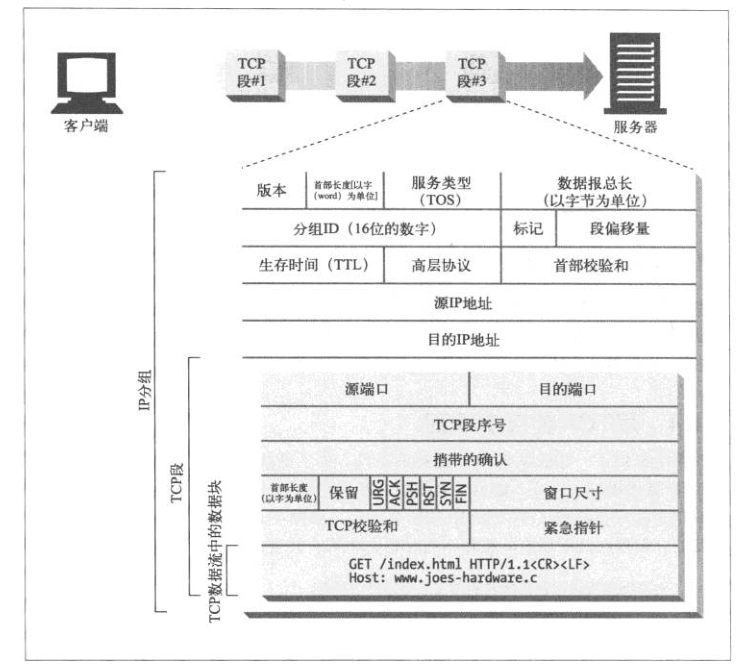 TCP
段#1
TCP
段#2
TCP
段#3
客户端
服务器
版本
首部长度[以字
(word) 为单位]
服务类型
(TOS)
数据报总长
(以字节为单位)
分组ID(16位的数字)
标记
段偏移量
生存时间(TTL)
高层协议
首部校验和
源IP地址
目的IP地址
IP分组
TCP段
TCP数据流中的数据块
源端口
目的端口
TCP段序号
捎带的确认
首部长度
(以字为单位)
保留
URG
ACK
PSH
RST
SYN
FIN
窗口尺寸
TCP校验和
紧急指针
GET /index.html HTTP/1.1<CR><LF>
Host: www.joes-hardware.c